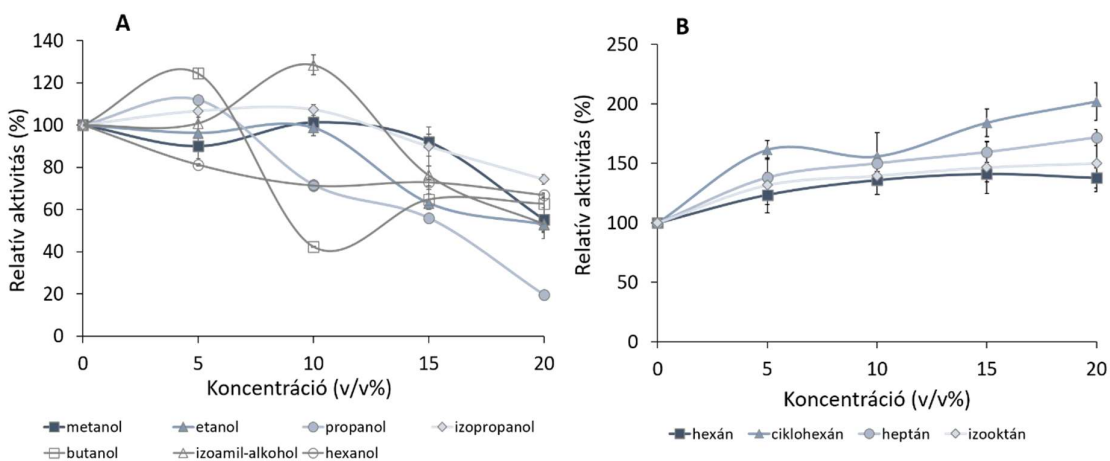 A
Relatív aktivitás (%)
140
120
100
80
60
40
20
0
0 5 10 15 20
Koncentráció (v/v%)
metanol etanol propanol izopropanol
butanol izoamil-alkohol hexanol
B
Relatív aktivitás (%)
250
200
150
100
50
0
0 5 10 15 20
Koncentráció (v/v%)
hexán ciklohexán heptán izooktán